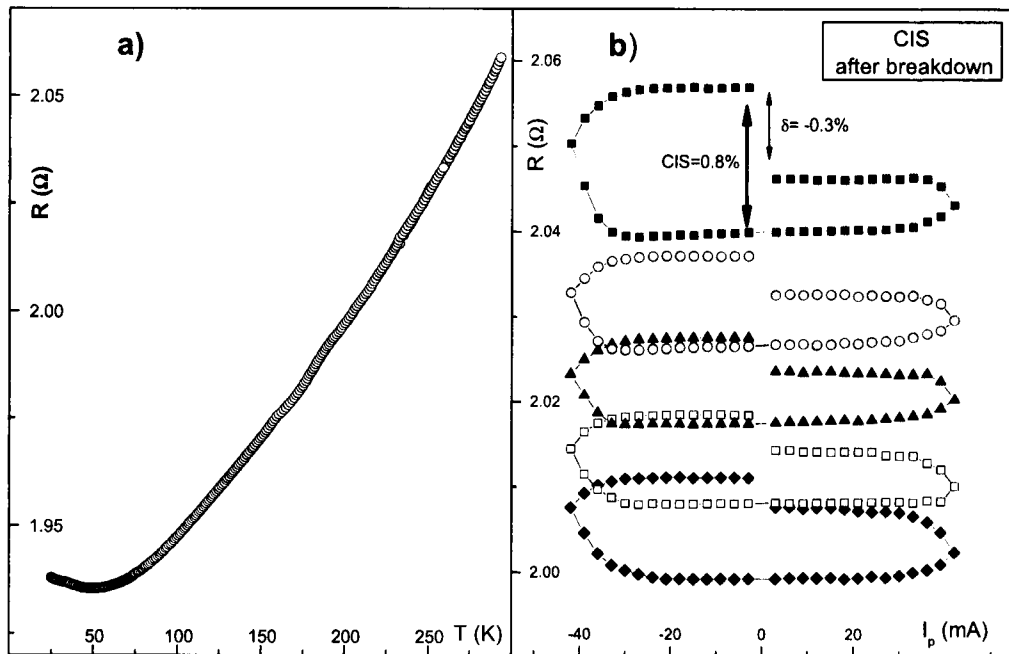 a)
R (Ω)
2.05
2.00
1.95
50
100
150
200
250
T (K)
b)
CIS
after breakdown
R (Ω)
2.06
2.04
2.02
2.00
δ= -0.3%
CIS=0.8%
-40
-20
0
20
I_p (mA)